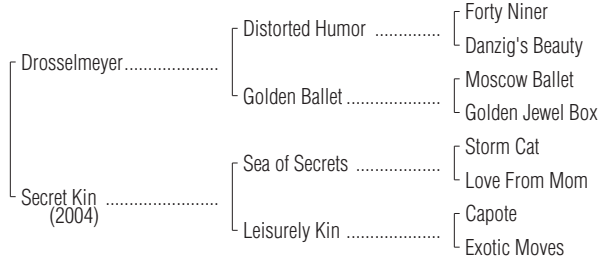 Forty Niner
Distorted Humor ..............
Danzig's Beauty
Drosselmeyer....................
Moscow Ballet
Golden Ballet....................
Golden Jewel Box
Storm Cat
Sea of Secrets ..................
Love From Mom
Secret Kin ........................
(2004)
Capote
Leisurely Kin ....................
Exotic Moves